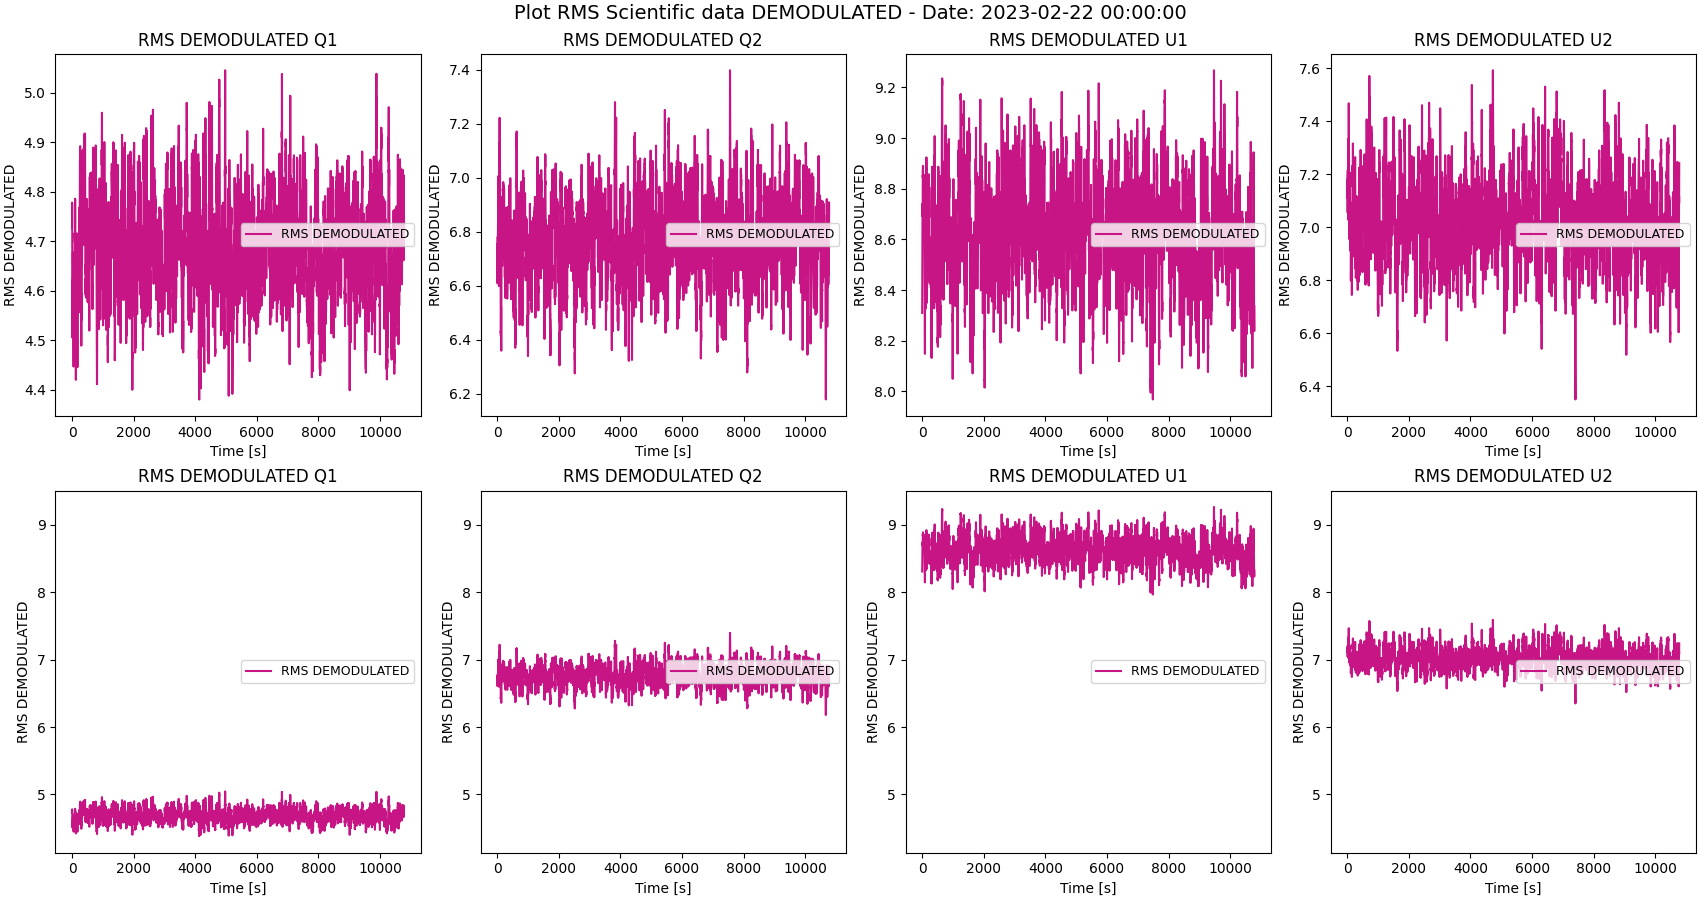 Plot RMS Scientific data DEMODULATED - Date: 2023-02-22 00:00:00
RMS DEMODULATED Q1
RMS DEMODULATED
5.0
4.9
4.8
4.7
4.6
4.5
4.4
RMS DEMODULATED
0 2000 4000 6000 8000 10000
Time [s]
RMS DEMODULATED Q2
RMS DEMODULATED
7.4
7.2
7.0
6.8
6.6
6.4
6.2
RMS DEMODULATED
0 2000 4000 6000 8000 10000
Time [s]
RMS DEMODULATED U1
RMS DEMODULATED
9.2
9.0
8.8
8.6
8.4
8.2
8.0
RMS DEMODULATED
0 2000 4000 6000 8000 10000
Time [s]
RMS DEMODULATED U2
RMS DEMODULATED
7.6
7.4
7.2
7.0
6.8
6.6
6.4
RMS DEMODULATED
0 2000 4000 6000 8000 10000
Time [s]
RMS DEMODULATED Q1
RMS DEMODULATED
9
8
7
6
5
RMS DEMODULATED
0 2000 4000 6000 8000 10000
Time [s]
RMS DEMODULATED Q2
RMS DEMODULATED
9
8
7
6
5
RMS DEMODULATED
0 2000 4000 6000 8000 10000
Time [s]
RMS DEMODULATED U1
RMS DEMODULATED
9
8
7
6
5
RMS DEMODULATED
0 2000 4000 6000 8000 10000
Time [s]
RMS DEMODULATED U2
RMS DEMODULATED
9
8
7
6
5
RMS DEMODULATED
0 2000 4000 6000 8000 10000
Time [s]